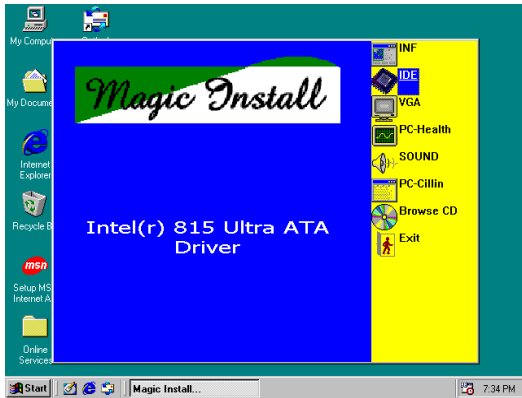 My Compu
My Docume
Internet
Explorer
Recycle B
msn
Setup MS
Internet A
Online
Services
Magic Install
Intel(r) 815 Ultra ATA
Driver
INF
IDE
VGA
PC-Health
SOUND
PC-Cillin
Browse CD
Exit
Start
Magic Install...
7:34 PM